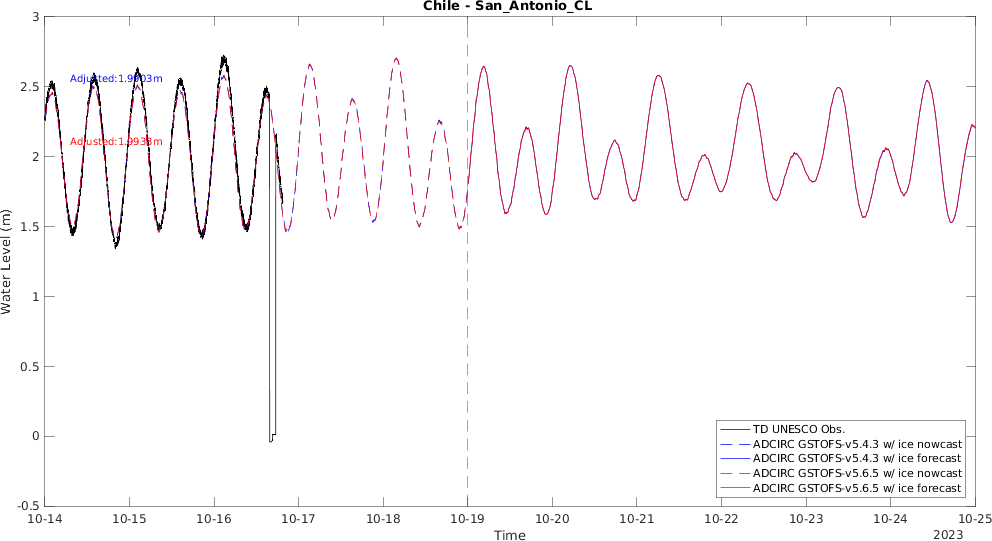 Chile - San_Antonio_CL
3
2.5
2
1.5
1
0.5
0
-0.5
Water Level (m)
Adjusted:1.9903m
Adjusted:1.9933m
TD UNESCO Obs.
ADCIRC GSTOFS-v5.4.3 w/ ice nowcast
ADCIRC GSTOFS-v5.4.3 w/ ice forecast
ADCIRC GSTOFS-v5.6.5 w/ ice nowcast
ADCIRC GSTOFS-v5.6.5 w/ ice forecast
10-14 10-15 10-16 10-17 10-18 10-19 10-20 10-21 10-22 10-23 10-24 10-25
Time
2023